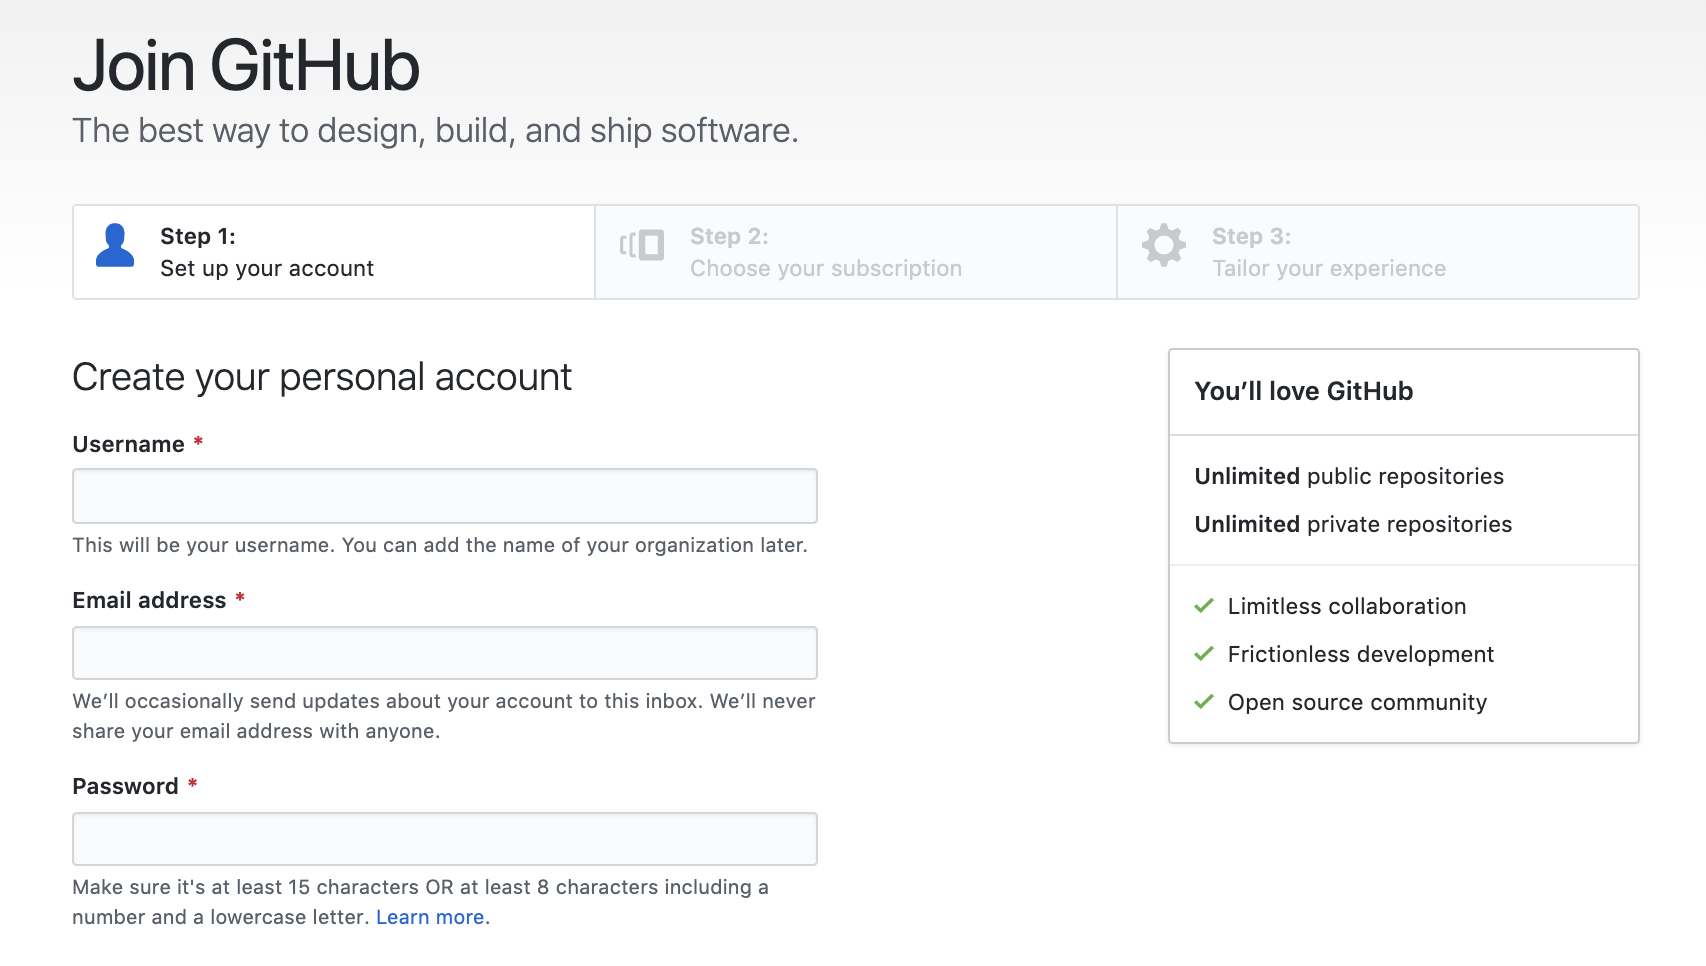 Join GitHub
The best way to design, build, and ship software.
Step 1:
Set up your account
Step 2:
Choose your subscription
Step 3:
Tailor your experience
Create your personal account
Username *
This will be your username. You can add the name of your organization later.
Email address *
We’ll occasionally send updates about your account to this inbox. We’ll never
share your email address with anyone.
Password *
Make sure it's at least 15 characters OR at least 8 characters including a
number and a lowercase letter. Learn more.
You’ll love GitHub
Unlimited public repositories
Unlimited private repositories
Limitless collaboration
Frictionless development
Open source community